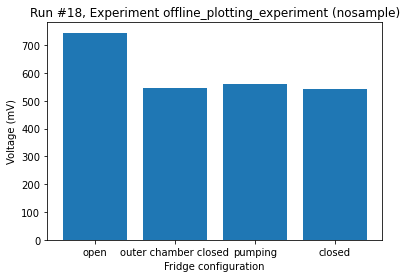 Run #18, Experiment offline_plotting_experiment (nosample)
Voltage (mV)
700
600
500
400
300
200
100
0
open outer chamber closed pumping closed
Fridge configuration